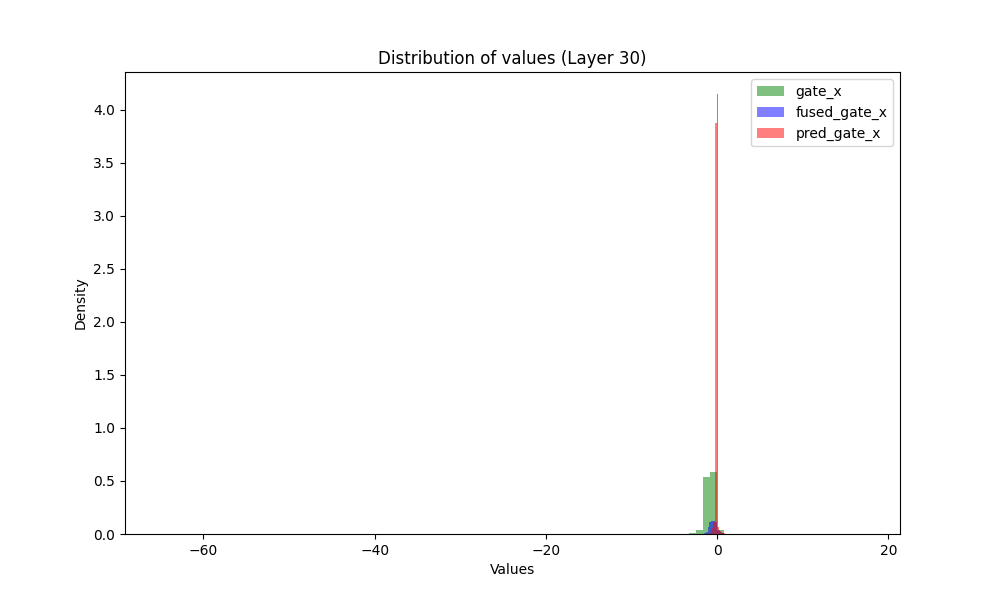 Distribution of values (Layer 30)
gate_x
fused_gate_x
pred_gate_x
Density
4.0
3.5
3.0
2.5
2.0
1.5
1.0
0.5
0.0
−60
−40
−20
0
20
Values